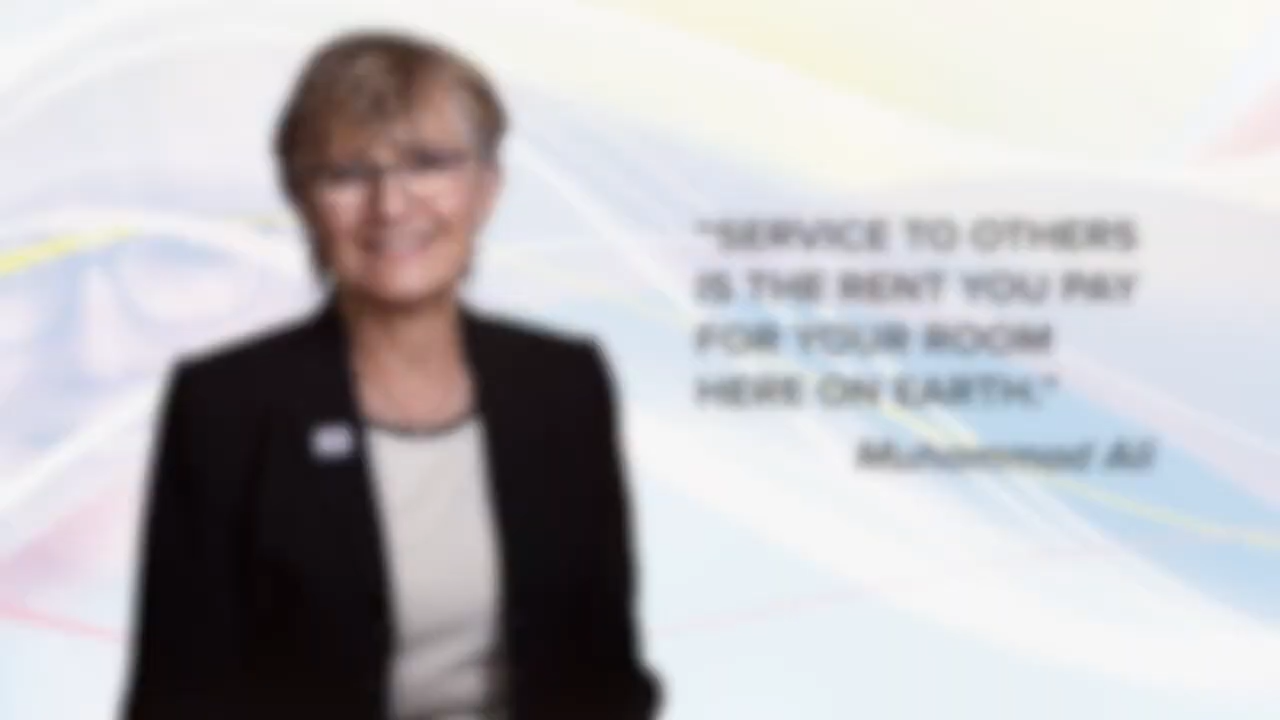 "SERVICE TO OTHERS
IS THE RENT YOU PAY
FOR YOUR ROOM
HERE ON EARTH."
Muhammad Ali